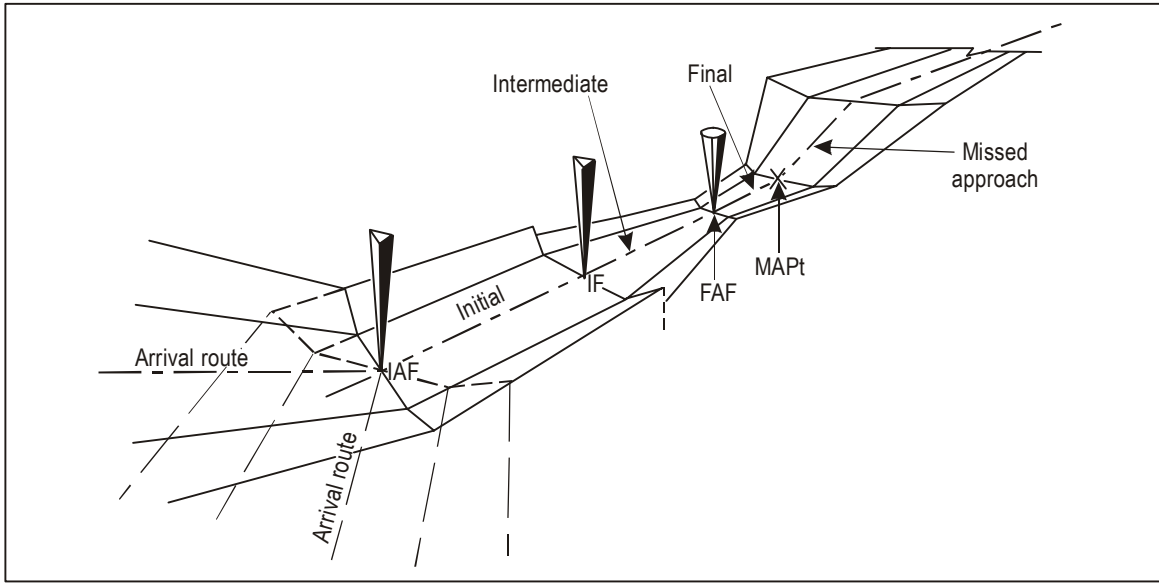 Final
Intermediate
Missed
approach
MAPt
IF
FAF
Initial
Arrival route
IAF
Arrival route